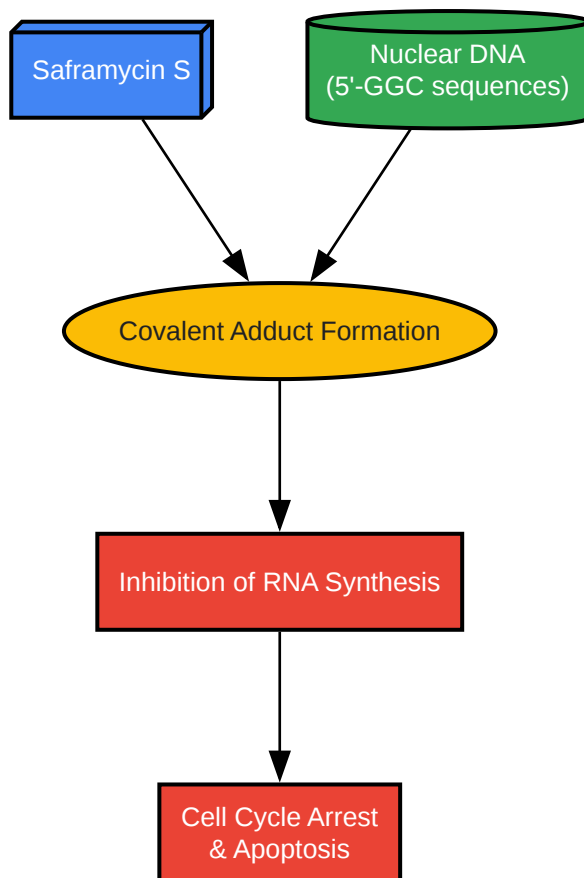 Saframycin S
Nuclear DNA
(5'-GGC sequences)
Covalent Adduct Formation
Inhibition of RNA Synthesis
Cell Cycle Arrest
& Apoptosis